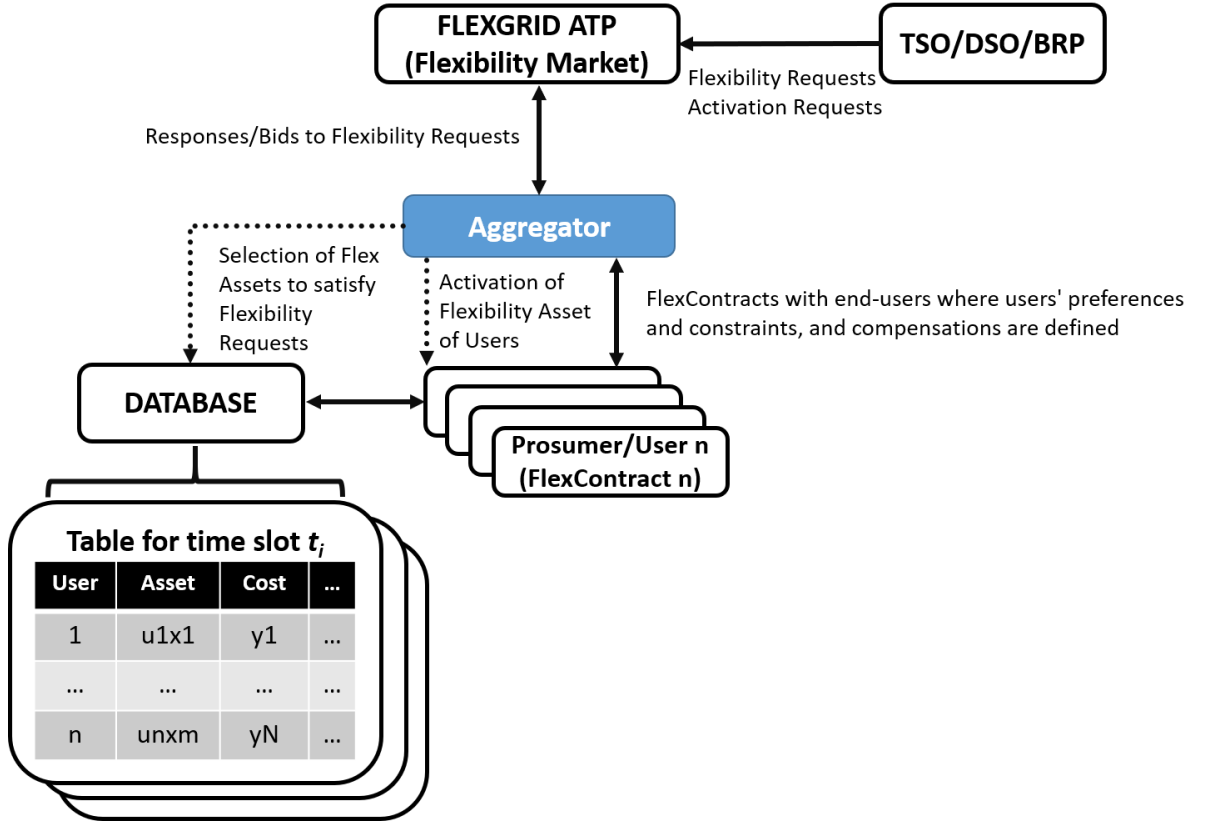 FLEXGRID ATP
(Flexibility Market)
TSO/DSO/BRP
Flexibility Requests
Activation Requests
Responses/Bids to Flexibility Requests
Aggregator
Selection of Flex
Assets to satisfy
Flexibility
Requests
Activation of
Flexibility Asset
of Users
FlexContracts with end-users where users' preferences
and constraints, and compensations are defined
DATABASE
Prosumer/User n
(FlexContract n)
Table for time slot ti
User Asset Cost ...
1 u1x1 y1 ...
... ... ... ...
n unxm yN ...